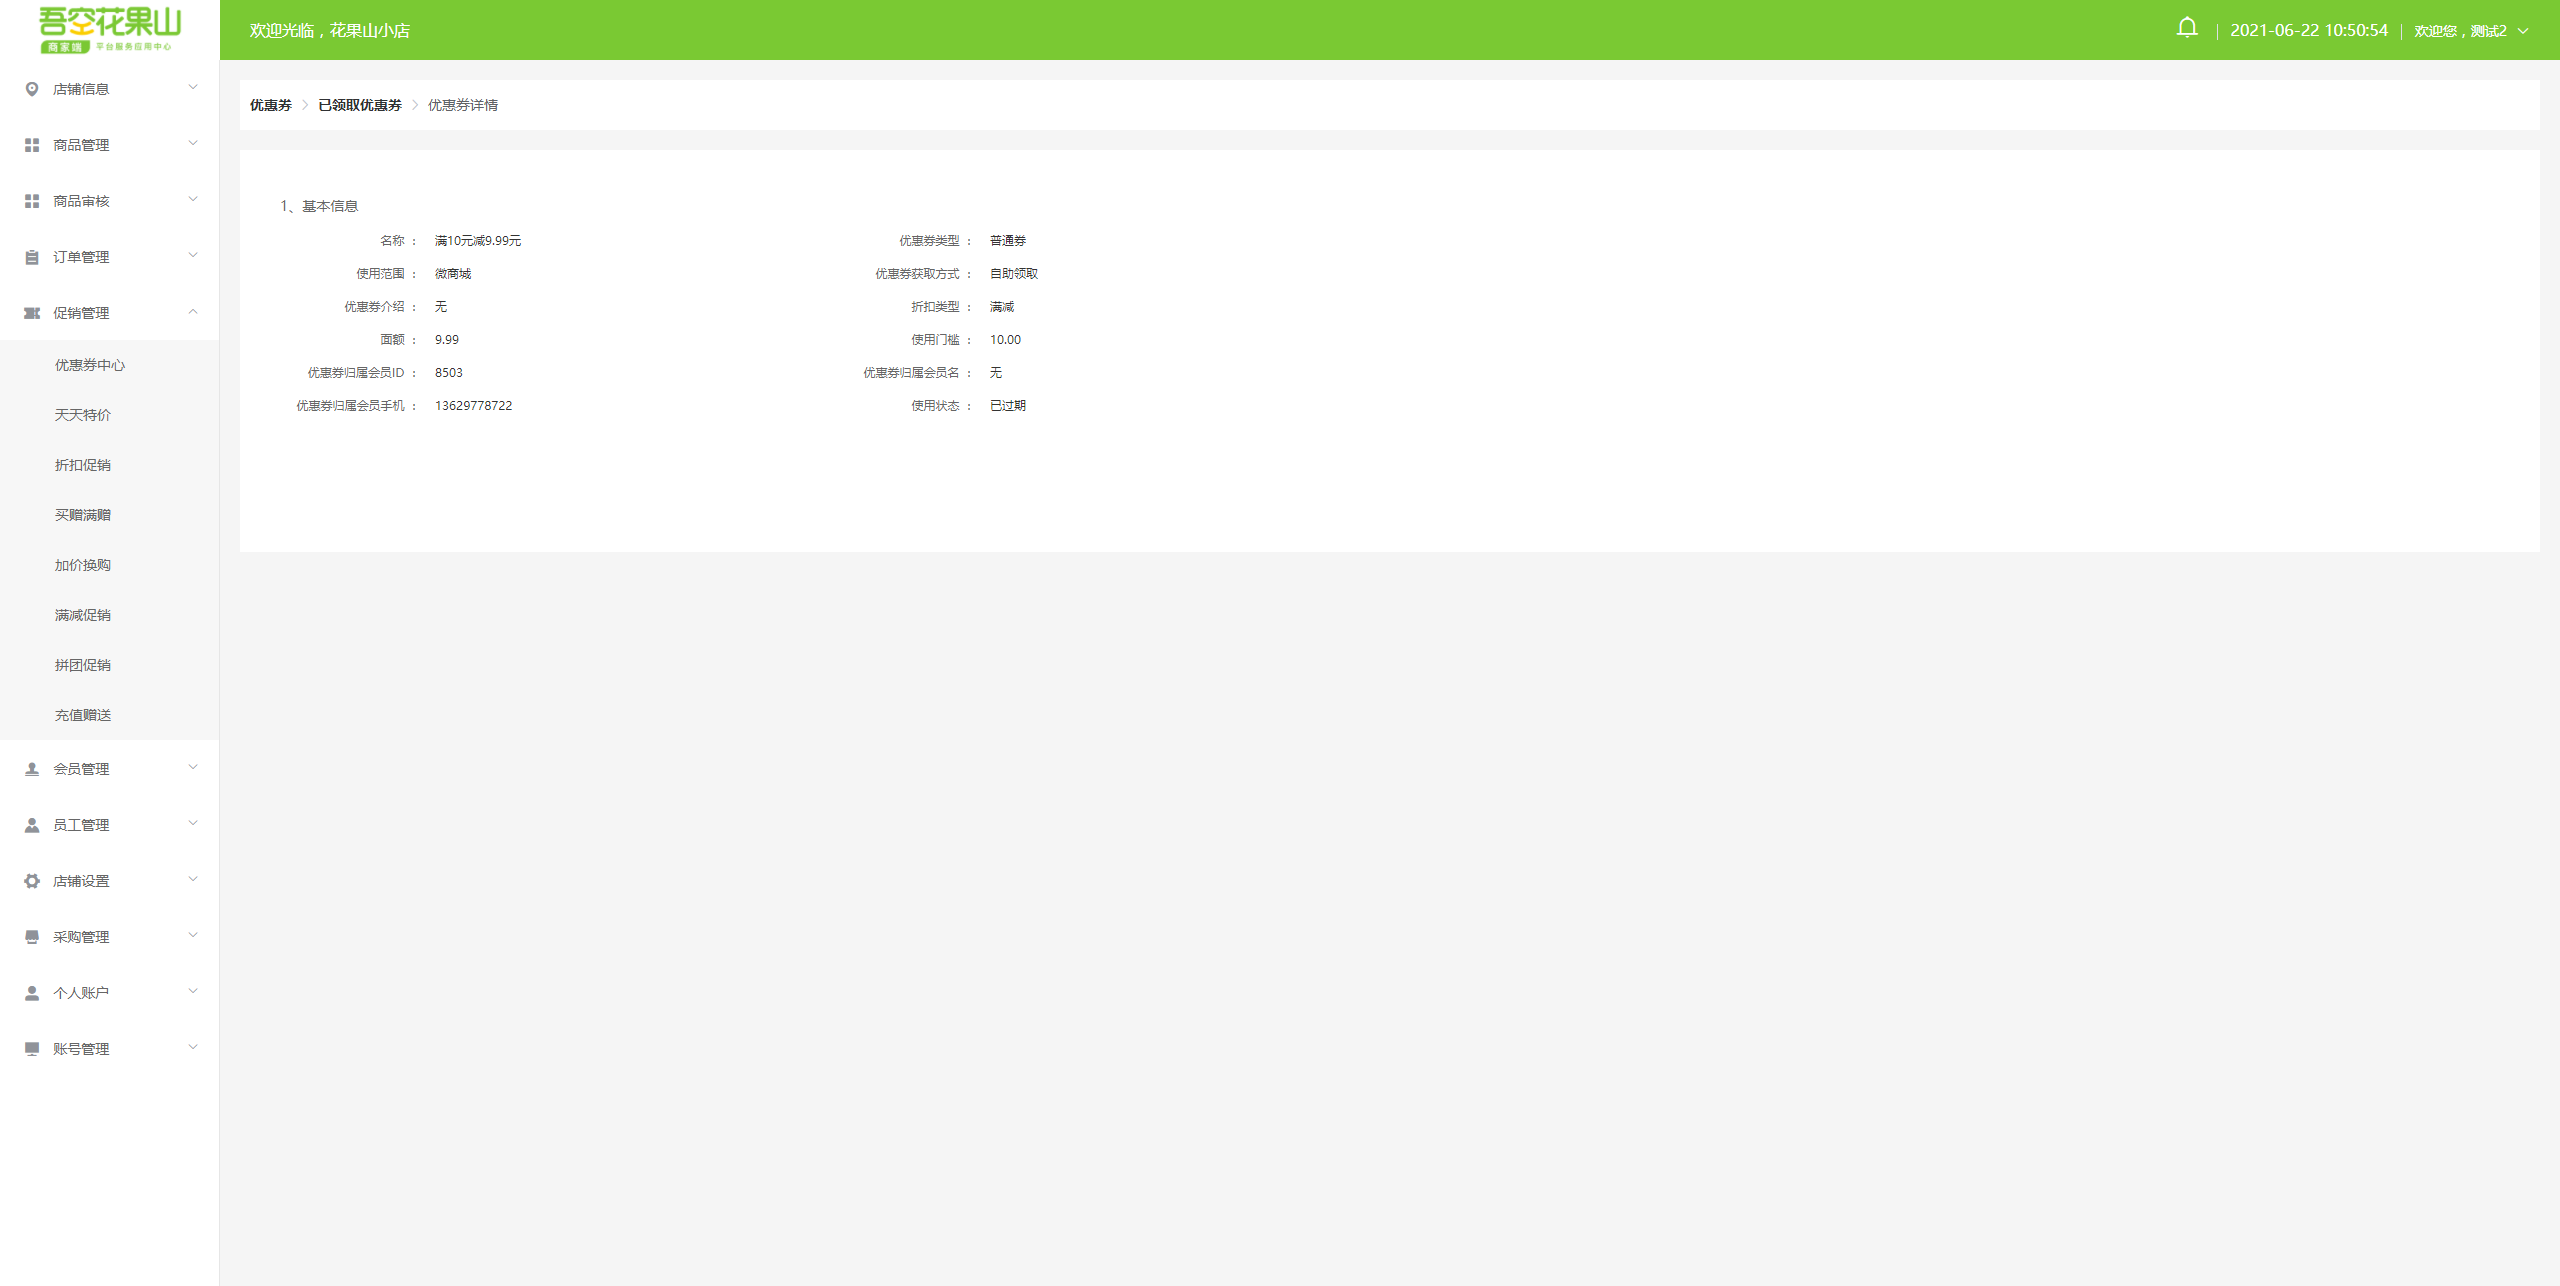 吾空花果山
商家端 平台服务应用中心
欢迎光临，花果山小店
2021-06-22 10:50:54
欢迎您，测试2
店铺信息
商品管理
商品审核
订单管理
促销管理
优惠券中心
天天特价
折扣促销
买赠满赠
加价换购
满减促销
拼团促销
充值赠送
会员管理
员工管理
店铺设置
采购管理
个人账户
账号管理
优惠券 > 已领取优惠券 > 优惠券详情
1、基本信息
名称 ： 满10元减9.99元 优惠券类型 ： 普通券
使用范围 ： 微商城 优惠券获取方式 ： 自助领取
优惠券介绍 ： 无 折扣类型 ： 满减
面额 ： 9.99 使用门槛 ： 10.00
优惠券归属会员ID ： 8503 优惠券归属会员名 ： 无
优惠券归属会员手机 ： 13629778722 使用状态 ： 已过期